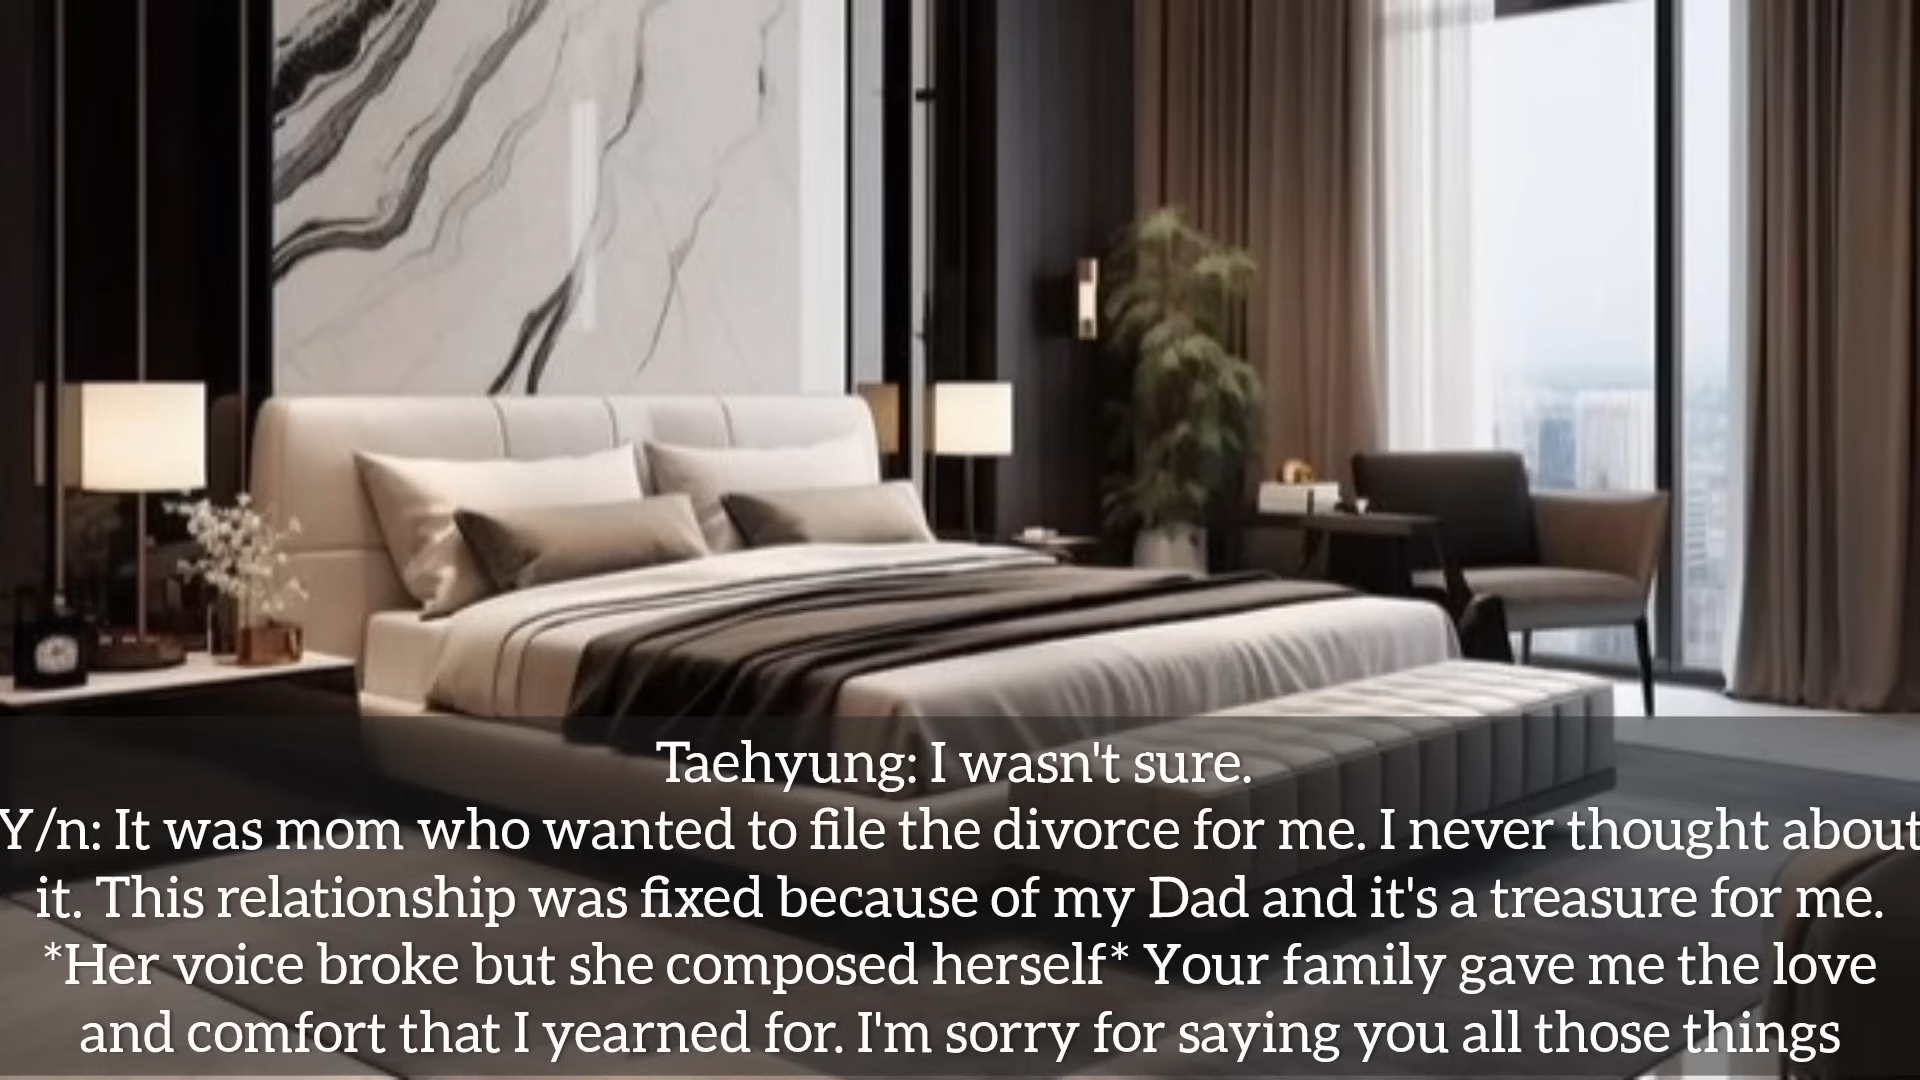 Taehyung: I wasn't sure.
Y/n: It was mom who wanted to file the divorce for me. I never thought about
it. This relationship was fixed because of my Dad and it's a treasure for me.
*Her voice broke but she composed herself* Your family gave me the love
and comfort that I yearned for. I'm sorry for saying you all those things